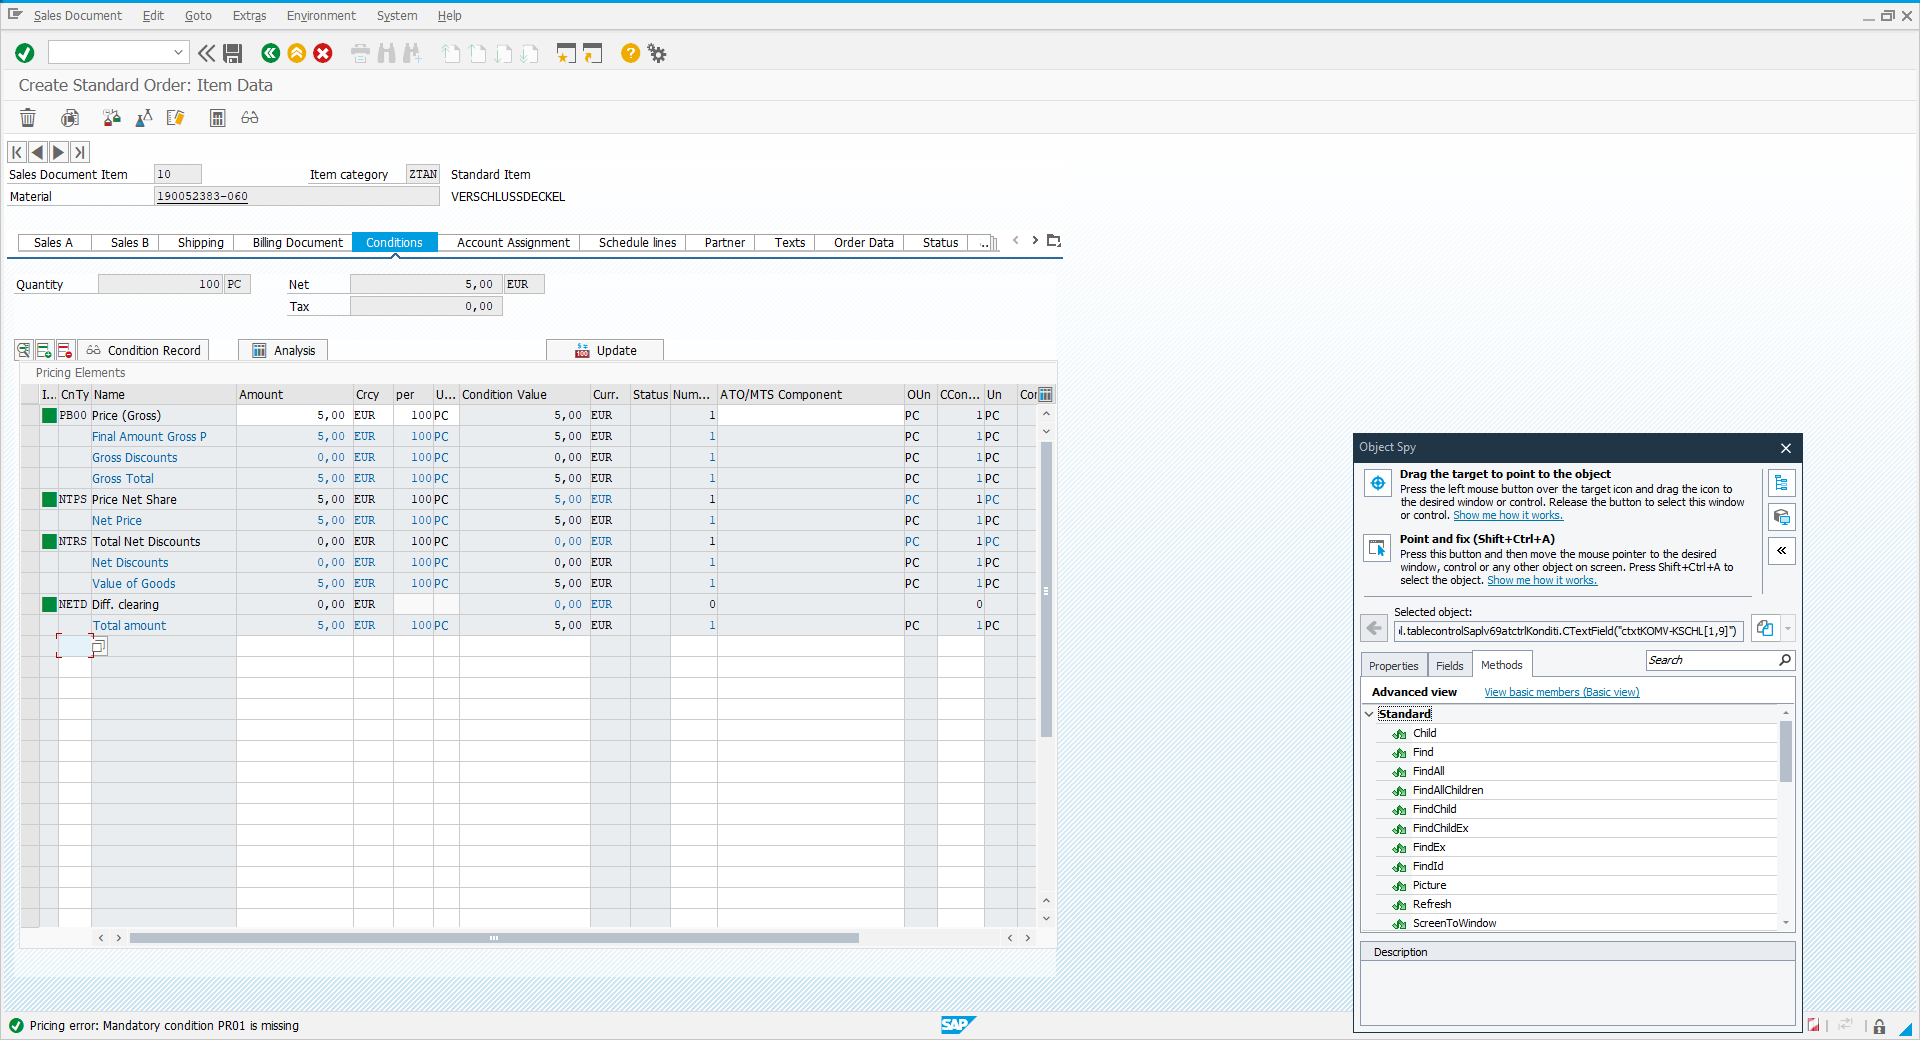 Sales Document Edit Goto Extras Environment System Help
Create Standard Order: Item Data
Sales Document Item 10 Item category ZTAN Standard Item
Material 190052383-060 VERSCHLUSSDECKEL
Sales A Sales B Shipping Billing Document Conditions Account Assignment Schedule lines Partner Texts Order Data Status ..
Quantity 100 PC Net 5,00 EUR
Tax 0,00
Condition Record Analysis Update
Pricing Elements
I... CnTy Name Amount Crcy per U... Condition Value Curr. Status Num... ATO/MTS Component OUn CCon... Un Cor
PB00 Price (Gross) 5,00 EUR 100 PC 5,00 EUR 1 PC 1 PC
Final Amount Gross P 5,00 EUR 100 PC 5,00 EUR 1 PC 1 PC
Gross Discounts 0,00 EUR 100 PC 0,00 EUR 1 PC 1 PC
Gross Total 5,00 EUR 100 PC 5,00 EUR 1 PC 1 PC
NTPS Price Net Share 5,00 EUR 100 PC 5,00 EUR 1 PC 1 PC
Net Price 5,00 EUR 100 PC 5,00 EUR 1 PC 1 PC
NTRS Total Net Discounts 0,00 EUR 100 PC 0,00 EUR 1 PC 1 PC
Net Discounts 0,00 EUR 100 PC 0,00 EUR 1 PC 1 PC
Value of Goods 5,00 EUR 100 PC 5,00 EUR 1 PC 1 PC
NETD Diff. clearing 0,00 EUR 0,00 EUR 0 0
Total amount 5,00 EUR 100 PC 5,00 EUR 1 PC 1 PC
Pricing error: Mandatory condition PR01 is missing
SAP
Object Spy
Drag the target to point to the object
Press the left mouse button over the target icon and drag the icon to
the desired window or control. Release the button to select this window
or control. Show me how it works.
Point and fix (Shift+Ctrl+A)
Press this button and then move the mouse pointer to the desired
window, control or any other object on screen. Press Shift+Ctrl+A to
select the object. Show me how it works.
Selected object:
ol.tablecontrolSaplv69atctrlKonditi.CTextField("ctxtKOMV-KSCHL[1,9]")
Properties Fields Methods Search
Advanced view View basic members (Basic view)
Standard
Child
Find
FindAll
FindAllChildren
FindChild
FindChildEx
FindEx
FindId
Picture
Refresh
ScreenToWindow
Description